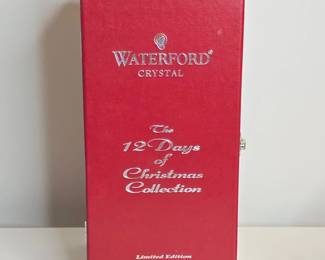 WATERFORD®
CRYSTAL
The
12 Days
of
Christmas
Collection
Limited Edition